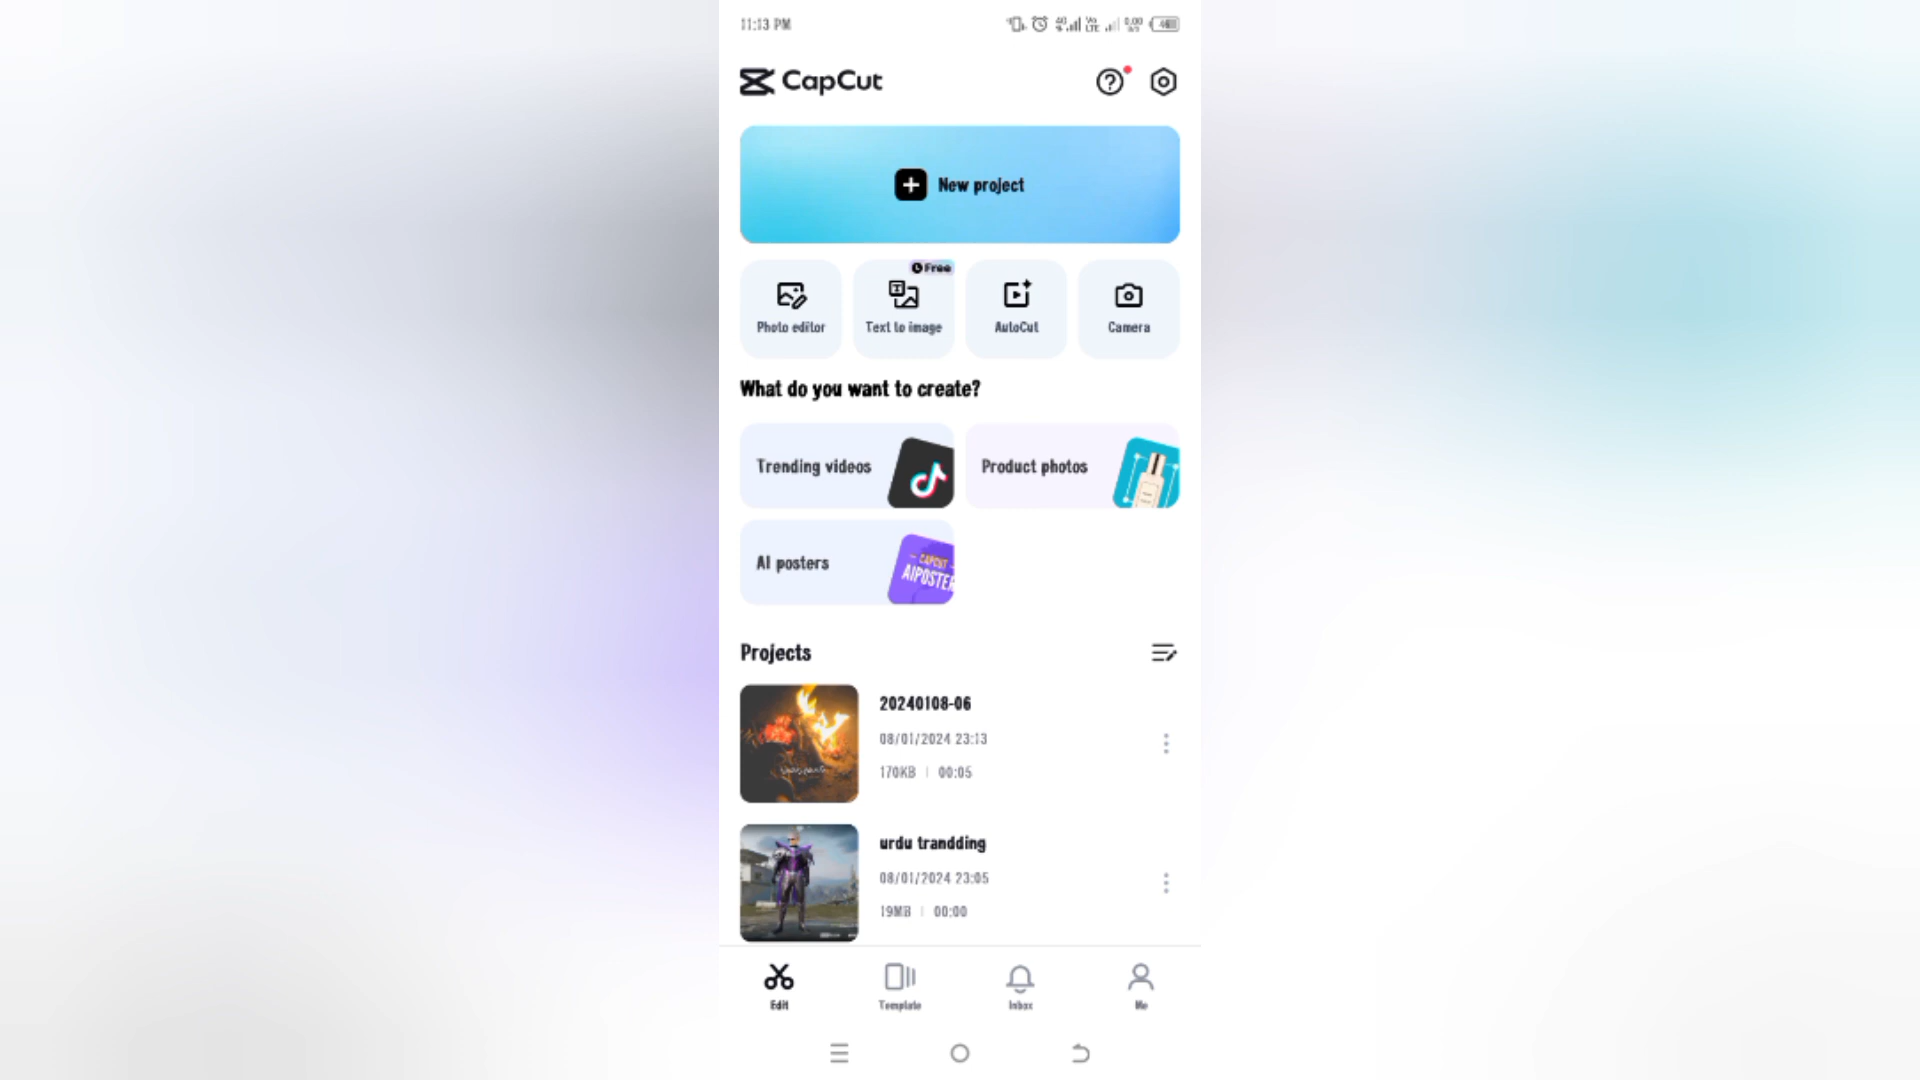 11:13 PM
CapCut
New project
Free
Photo editor
Text to image
AutoCut
Camera
What do you want to create?
Trending videos
Product photos
AI posters
CAPCUT
AIPOSTER
Projects
20240108-06
08/01/2024 23:13
170KB | 00:05
urdu trandding
08/01/2024 23:05
19MB | 00:00
Edit
Template
Inbox
Me